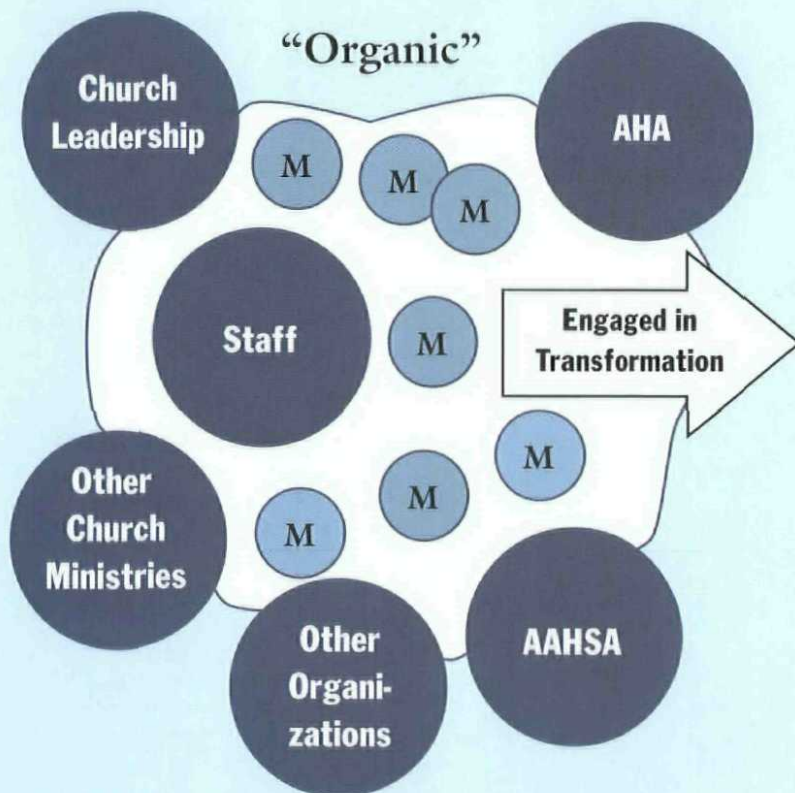 “Organic”
Church
Leadership
AHA
M
M
M
Staff
M
Engaged in
Transformation
M
M
M
Other
Church
Ministries
Other
Organi-
zations
AAHSA